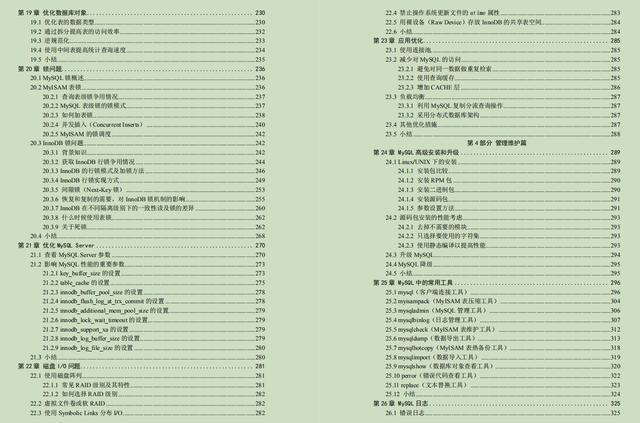 第 19 章 优化数据库对象 230
19.1 优化表的数据类型 230
19.2 通过拆分提高表的访问效率 232
19.3 逆规范化 233
19.4 使用中间表提高统计查询速度 234
19.5 小结 235
第 20 章 锁问题 236
20.1 MySQL 锁概述 236
20.2 MyISAM 表锁 236
20.2.1 查询表级锁争用情况 237
20.2.2 MySQL 表级锁的锁模式 237
20.2.3 如何加表锁 238
20.2.4 并发插入（Concurrent Inserts） 240
20.2.5 MyISAM 的锁调度 242
20.3 InnoDB 锁问题 242
20.3.1 背景知识 242
20.3.2 获取 InnoDB 行锁争用情况 244
20.3.3 InnoDB 的行锁模式及加锁方法 246
20.3.4 InnoDB 行锁实现方式 249
20.3.5 间隙锁（Next-Key 锁） 253
20.3.6 恢复和复制的需要，对 InnoDB 锁机制的影响 255
20.3.7 InnoDB 在不同隔离级别下的一致性读及锁的差异 260
20.3.8 什么时候使用表锁 262
20.3.9 关于死锁 262
20.4 小结 268
第 21 章 优化 MySQL Server 270
21.1 查看 MySQL Server 参数 270
21.2 影响 MySQL 性能的重要参数 273
21.2.1 key_buffer_size 的设置 273
21.2.2 table_cache 的设置 275
21.2.3 innodb_buffer_pool_size 的设置 278
21.2.4 innodb_flush_log_at_trx_commit 的设置 278
21.2.5 innodb_additional_mem_pool_size 的设置 279
21.2.6 innodb_lock_wait_timeout 的设置 279
21.2.7 innodb_support_xa 的设置 279
21.2.8 innodb_log_buffer_size 的设置 280
21.2.9 innodb_log_file_size 的设置 280
21.3 小结 280
第 22 章 磁盘 I/O 问题 281
22.1 使用磁盘阵列 281
22.1.1 常见 RAID 级别及其特性 281
22.1.2 如何选择 RAID 级别 282
22.2 虚拟文件卷或软 RAID 282
22.3 使用 Symbolic Links 分布 I/O 282
22.4 禁止操作系统更新文件的 atime 属性 283
22.5 用裸设备（Raw Device）存放 InnoDB 的共享表空间 284
22.6 小结 284
第 23 章 应用优化 285
23.1 使用连接池 285
23.2 减少对 MySQL 的访问 285
23.2.1 避免对同一数据做重复检索 285
23.2.2 使用查询缓存 285
23.2.3 增加 CACHE 层 286
23.3 负载均衡 287
23.3.1 利用 MySQL 复制分流查询操作 287
23.3.2 采用分布式数据库架构 287
23.4 其他优化措施 287
23.5 小结 288
第 4 部分 管理维护篇
第 24 章 MySQL 高级安装和升级 289
24.1 Linux/UNIX 下的安装 289
24.1.1 安装包比较 289
24.1.2 安装 RPM 包 290
24.1.3 安装二进制包 290
24.1.4 安装源码包 291
24.1.5 参数设置方法 291
24.2 源码包安装的性能考虑 293
24.2.1 去掉不需要的模块 293
24.2.2 只选择要使用的字符集 293
24.2.3 使用静态编译以提高性能 293
24.3 升级 MySQL 294
24.4 MySQL 降级 295
24.5 小结 295
第 25 章 MySQL 中的常用工具 296
25.1 mysql（客户端连接工具） 296
25.2 myisampack（MyISAM 表压缩工具） 304
25.3 mysqladmin（MySQL 管理工具） 306
25.4 mysqlbinlog（日志管理工具） 307
25.5 mysqlcheck（MyISAM 表维护工具） 312
25.6 mysqldump（数据导出工具） 313
25.7 mysqlhotcopy（MyISAM 表热备份工具） 318
25.8 mysqlimport（数据导入工具） 319
25.9 mysqlshow（数据库对象查看工具） 320
25.10 perror（错误代码查看工具） 322
25.11 replace（文本替换工具） 323
25.12 小结 324
第 26 章 MySQL 日志 325
26.1 错误日志 325